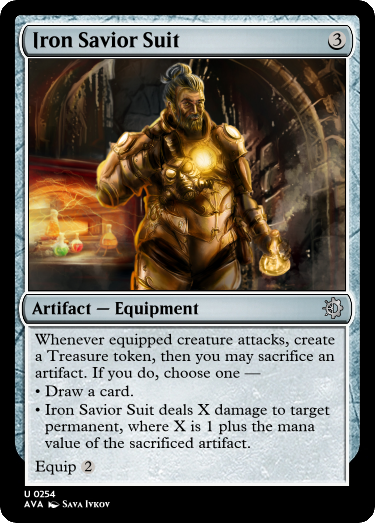 Iron Savior Suit 3
Artifact — Equipment
Whenever equipped creature attacks, create
a Treasure token, then you may sacrifice an
artifact. If you do, choose one —
• Draw a card.
• Iron Savior Suit deals X damage to target
permanent, where X is 1 plus the mana
value of the sacrificed artifact.
Equip 2
U 0254
AVA Sava Ivkov